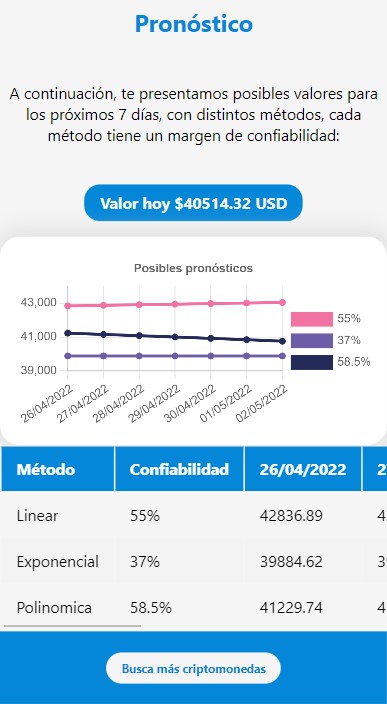 Pronóstico
A continuación, te presentamos posibles valores para
los próximos 7 días, con distintos métodos, cada
método tiene un margen de confiabilidad:
Valor hoy $40514.32 USD
Posibles pronósticos
43,000
41,000
39,000
55%
37%
58.5%
26/04/2022
27/04/2022
28/04/2022
29/04/2022
30/04/2022
01/05/2022
02/05/2022
Método Confiabilidad 26/04/2022 2
Linear 55% 42836.89 4
Exponencial 37% 39884.62 3
Polinomica 58.5% 41229.74 4
Busca más criptomonedas